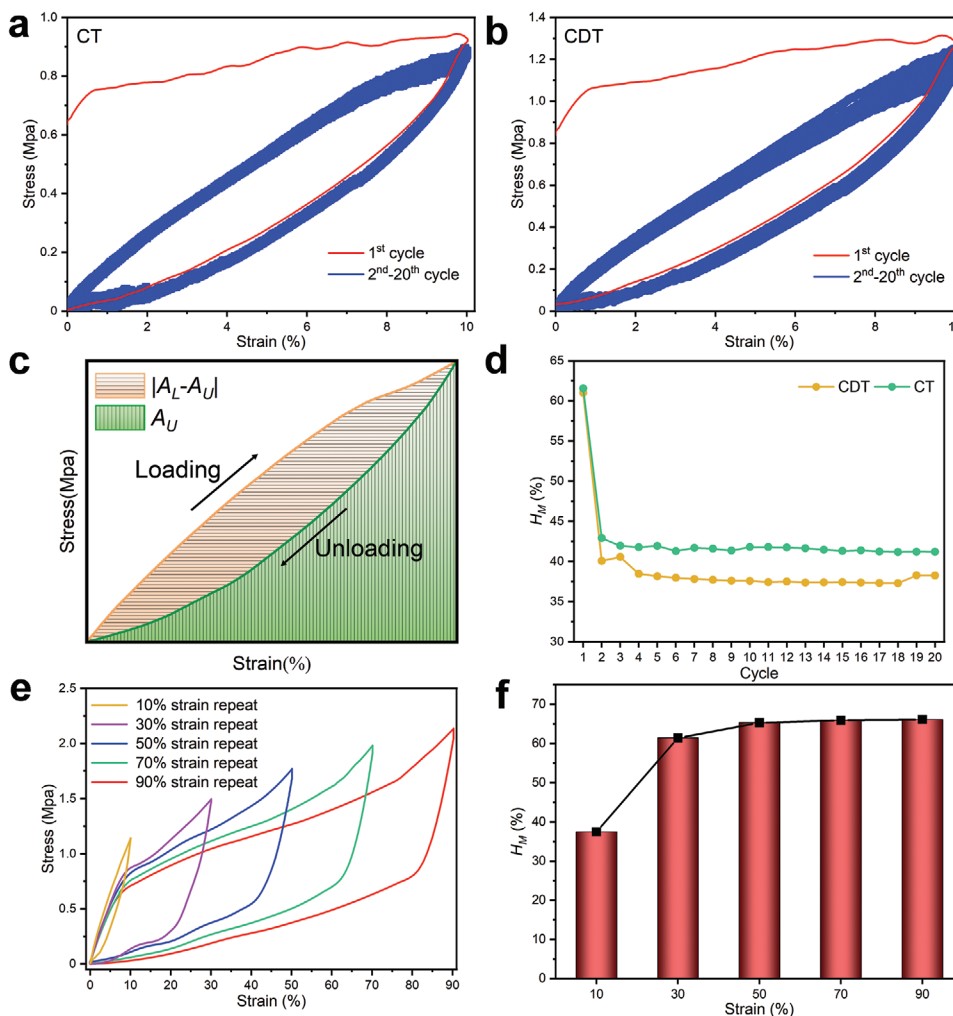 a
CT
1.0
0.8
0.6
0.4
0.2
0.0
Stress (Mpa)
1st cycle
2nd-20th cycle
0 2 4 6 8 10
Strain (%)
b
CDT
1.4
1.2
1.0
0.8
0.6
0.4
0.2
0.0
Stress (Mpa)
1st cycle
2nd-20th cycle
0 2 4 6 8 1
Strain (%)
c
|AL-AU|
AU
Loading
Unloading
Stress(Mpa)
Strain(%)
d
65
60
55
50
45
40
35
30
HM (%)
CDT CT
1 2 3 4 5 6 7 8 9 10 11 12 13 14 15 16 17 18 19 20
Cycle
e
2.5
2.0
1.5
1.0
0.5
0
Stress (Mpa)
10% strain repeat
30% strain repeat
50% strain repeat
70% strain repeat
90% strain repeat
0 10 20 30 40 50 60 70 80 90
Strain (%)
f
70
60
50
40
30
20
10
0
HM (%)
10 30 50 70 90
Strain (%)